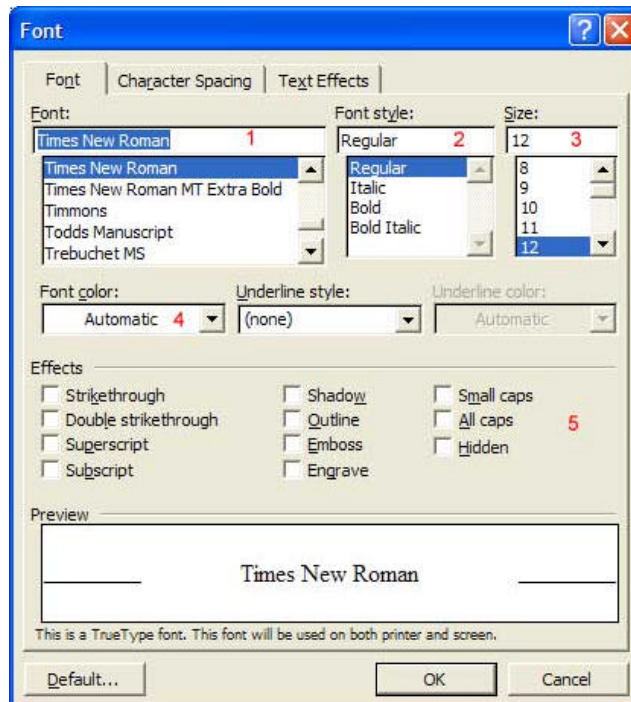 Font
Font Character Spacing Text Effects
Font: Font style: Size:
Times New Roman 1 Regular 2 12 3
Times New Roman Regular 8
Times New Roman MT Extra Bold Italic 9
Timmons Bold 10
Todds Manuscript Bold Italic 11
Trebuchet MS 12
Font color: Underline style: Underline color:
Automatic 4 (none) Automatic
Effects
Strikethrough Shadow Small caps
Double strikethrough Outline All caps 5
Superscript Emboss Hidden
Subscript Engrave
Preview
Times New Roman
This is a TrueType font. This font will be used on both printer and screen.
Default... OK Cancel